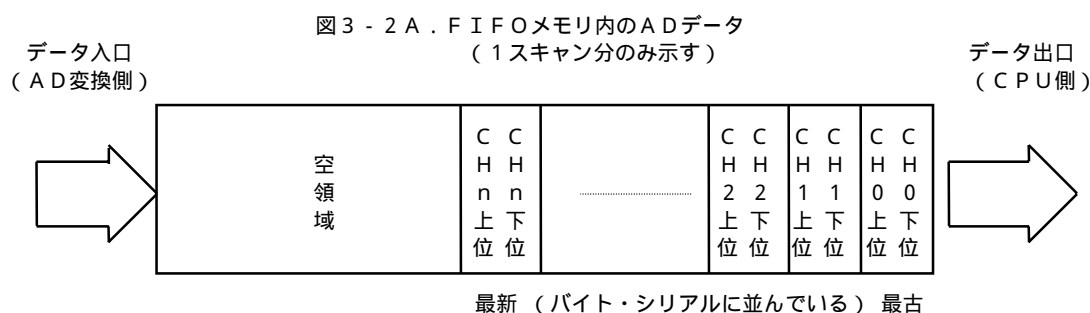 図３-２Ａ．ＦＩＦＯメモリ内のＡＤデータ
（１スキャン分のみ示す）
データ入口
（ＡＤ変換側）
データ出口
（ＣＰＵ側）
空領域
ＣＨｎ上位
ＣＨｎ下位
ＣＨ２上位
ＣＨ２下位
ＣＨ１上位
ＣＨ１下位
ＣＨ０上位
ＣＨ０下位
最新 （バイト・シリアルに並んでいる） 最古